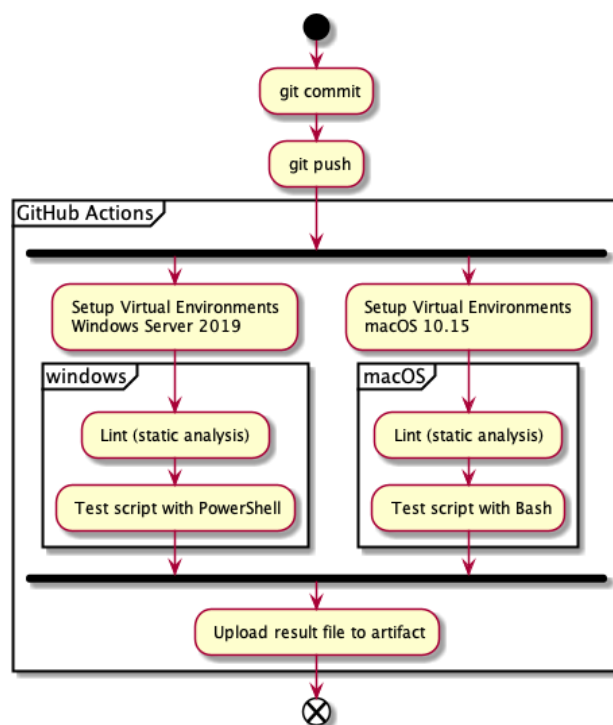 git commit
git push
GitHub Actions
Setup Virtual Environments
Windows Server 2019
Setup Virtual Environments
macOS 10.15
windows
macOS
Lint (static analysis)
Lint (static analysis)
Test script with PowerShell
Test script with Bash
Upload result file to artifact